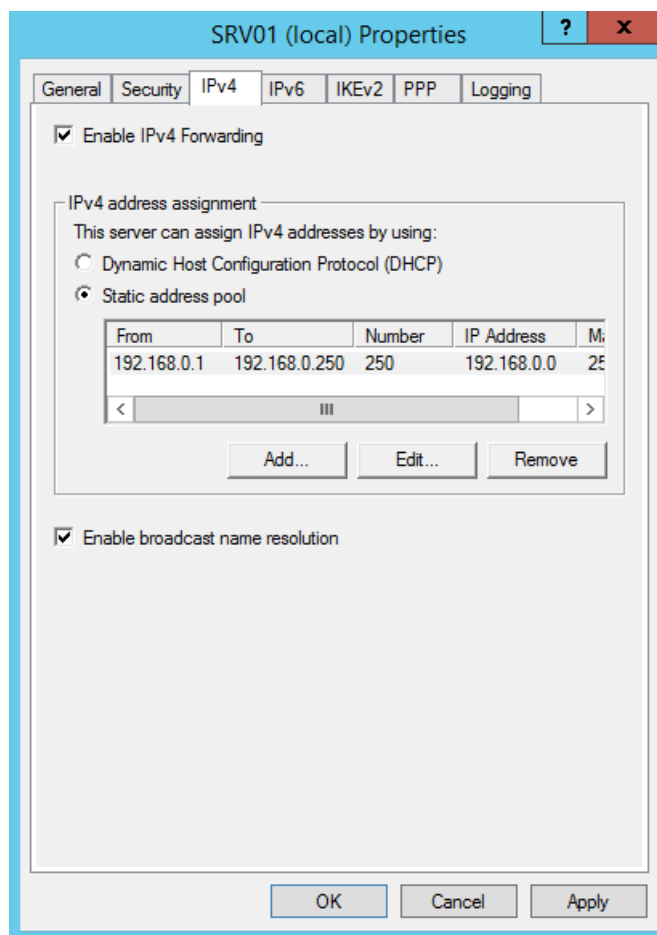 SRV01 (local) Properties ? x
General Security IPv4 IPv6 IKEv2 PPP Logging
Enable IPv4 Forwarding
IPv4 address assignment
This server can assign IPv4 addresses by using:
Dynamic Host Configuration Protocol (DHCP)
Static address pool
From To Number IP Address
192.168.0.1 192.168.0.250 250 192.168.0.0
Add... Edit... Remove
Enable broadcast name resolution
OK Cancel Apply